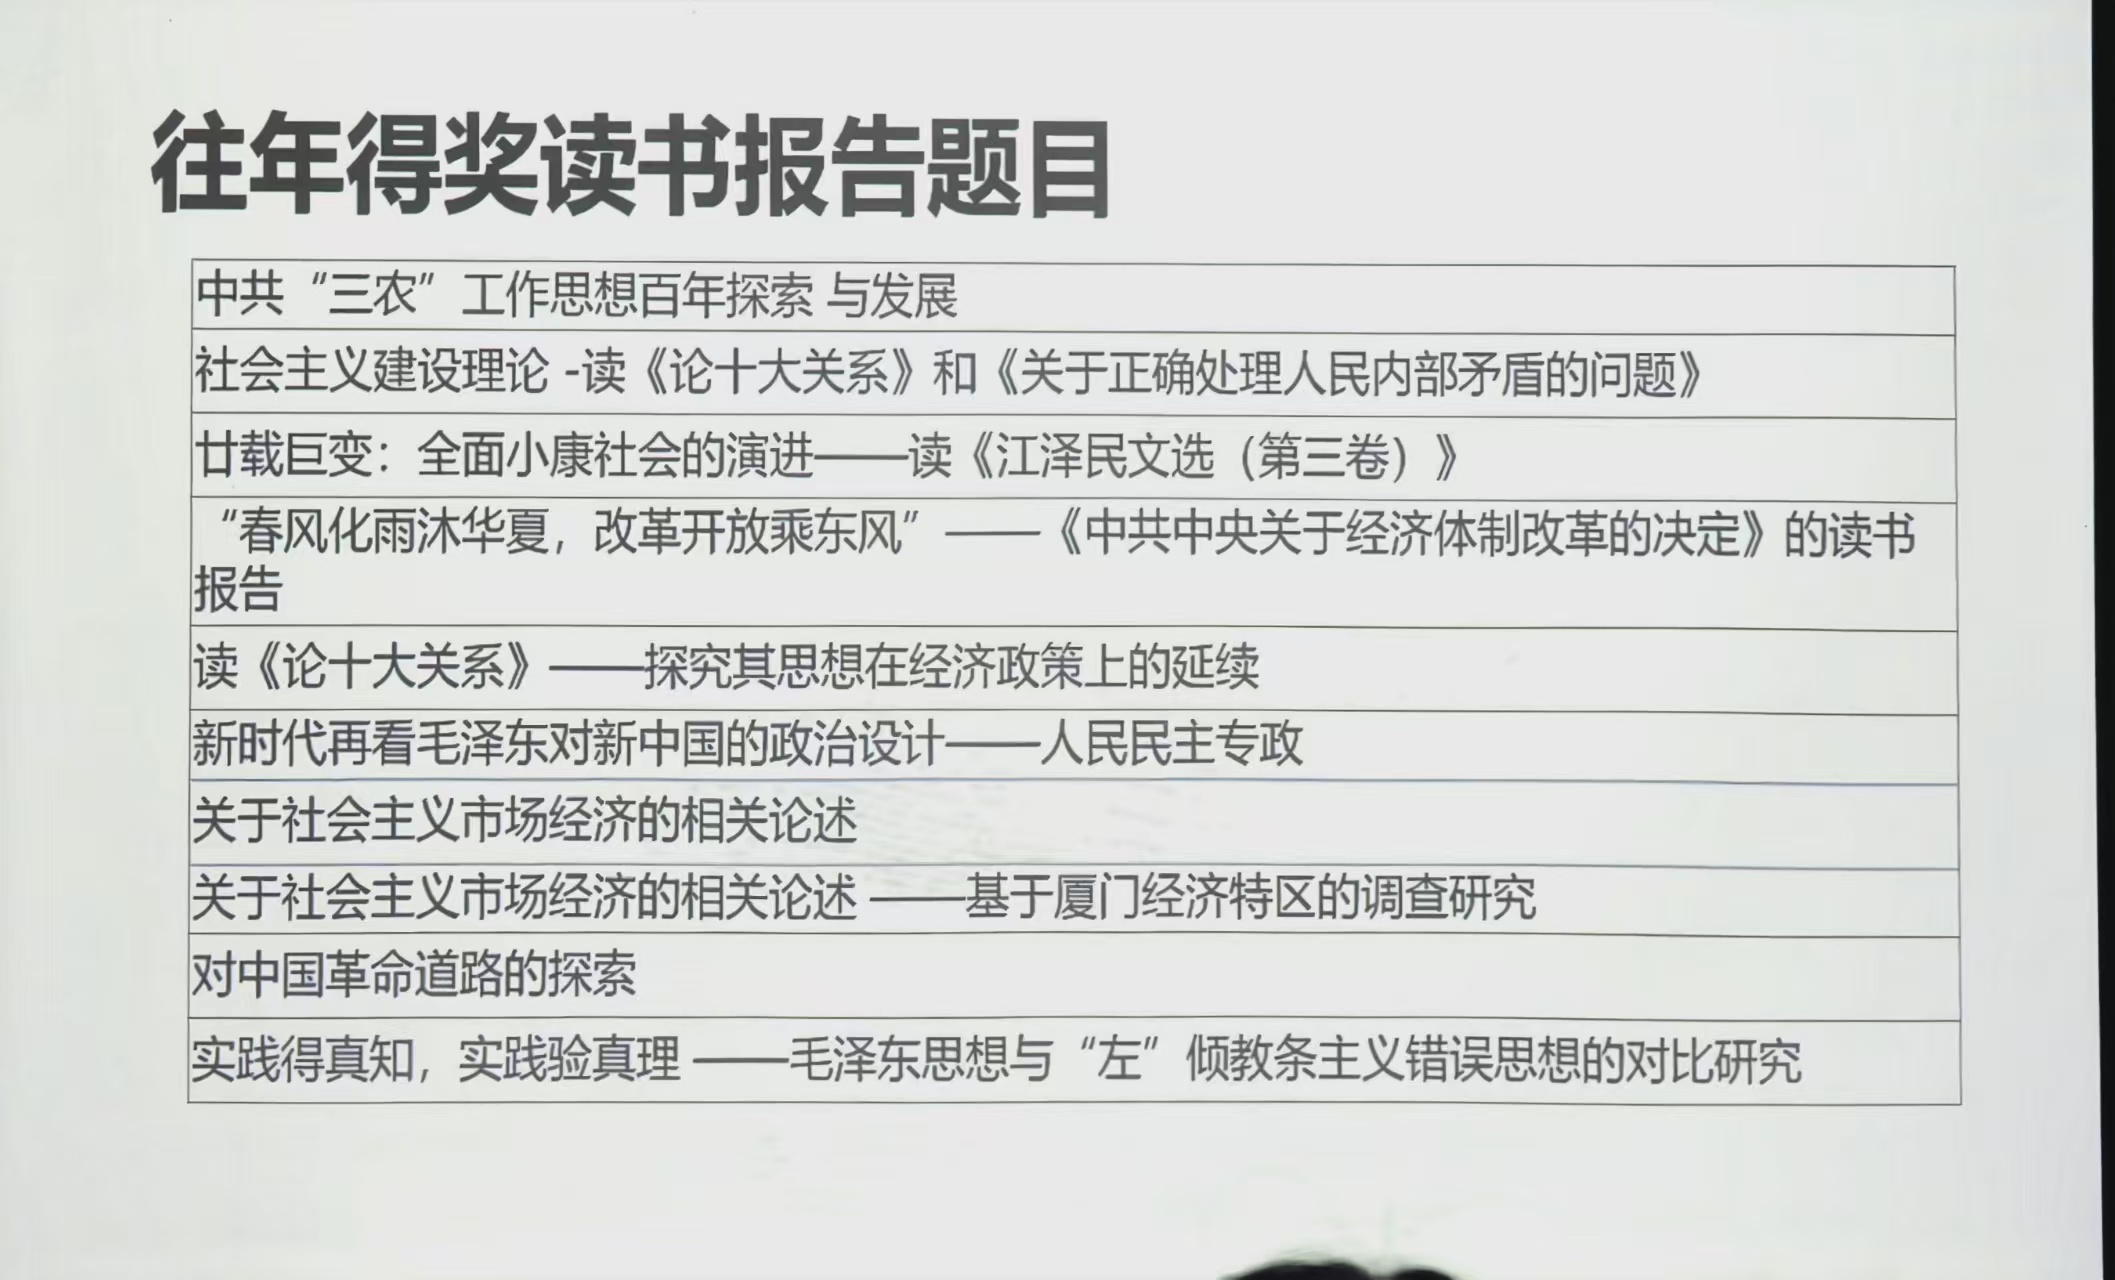 往年得奖读书报告题目
中共“三农”工作思想百年探索 与发展
社会主义建设理论 -读《论十大关系》和《关于正确处理人民内部矛盾的问题》
廿载巨变：全面小康社会的演进——读《江泽民文选（第三卷）》
“春风化雨沐华夏，改革开放乘东风”——《中共中央关于经济体制改革的决定》的读书
报告
读《论十大关系》——探究其思想在经济政策上的延续
新时代再看毛泽东对新中国的政治设计——人民民主专政
关于社会主义市场经济的相关论述
关于社会主义市场经济的相关论述 ——基于厦门经济特区的调查研究
对中国革命道路的探索
实践得真知，实践验真理 ——毛泽东思想与“左”倾教条主义错误思想的对比研究